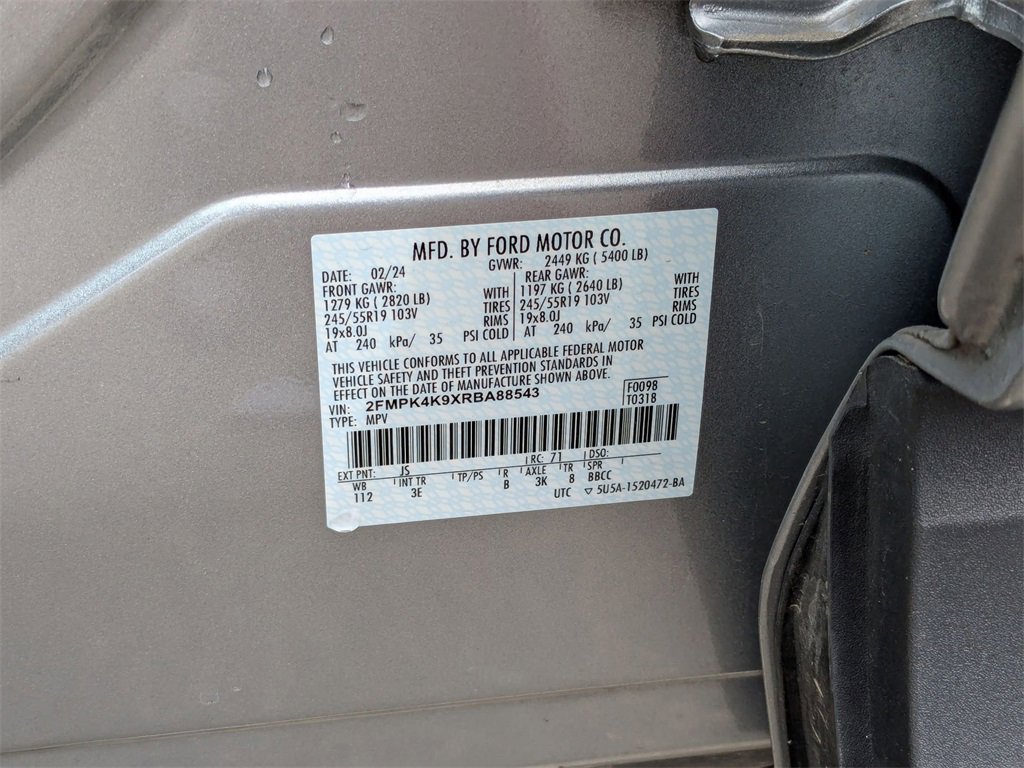 MFD. BY FORD MOTOR CO.
DATE: 02/24 GVWR: 2449 KG ( 5400 LB)
FRONT GAWR: REAR GAWR:
1279 KG ( 2820 LB) WITH 1197 KG ( 2640 LB) WITH
245/55R19 103V TIRES 245/55R19 103V TIRES
19x8.0J RIMS 19x8.0J RIMS
AT 240 kPa/ 35 PSI COLD AT 240 kPa/ 35 PSI COLD
THIS VEHICLE CONFORMS TO ALL APPLICABLE FEDERAL MOTOR
VEHICLE SAFETY AND THEFT PREVENTION STANDARDS IN
EFFECT ON THE DATE OF MANUFACTURE SHOWN ABOVE.
VIN: 2FMPK4K9XRBA88543 F0098
TYPE: MPV T0318
EXT PNT: JS RC: 71 DSO:
WB INT TR TP/PS R AXLE TR SPR
112 3E B 3K 8 BBCC
UTC ▽ 5U5A-1520472-BA